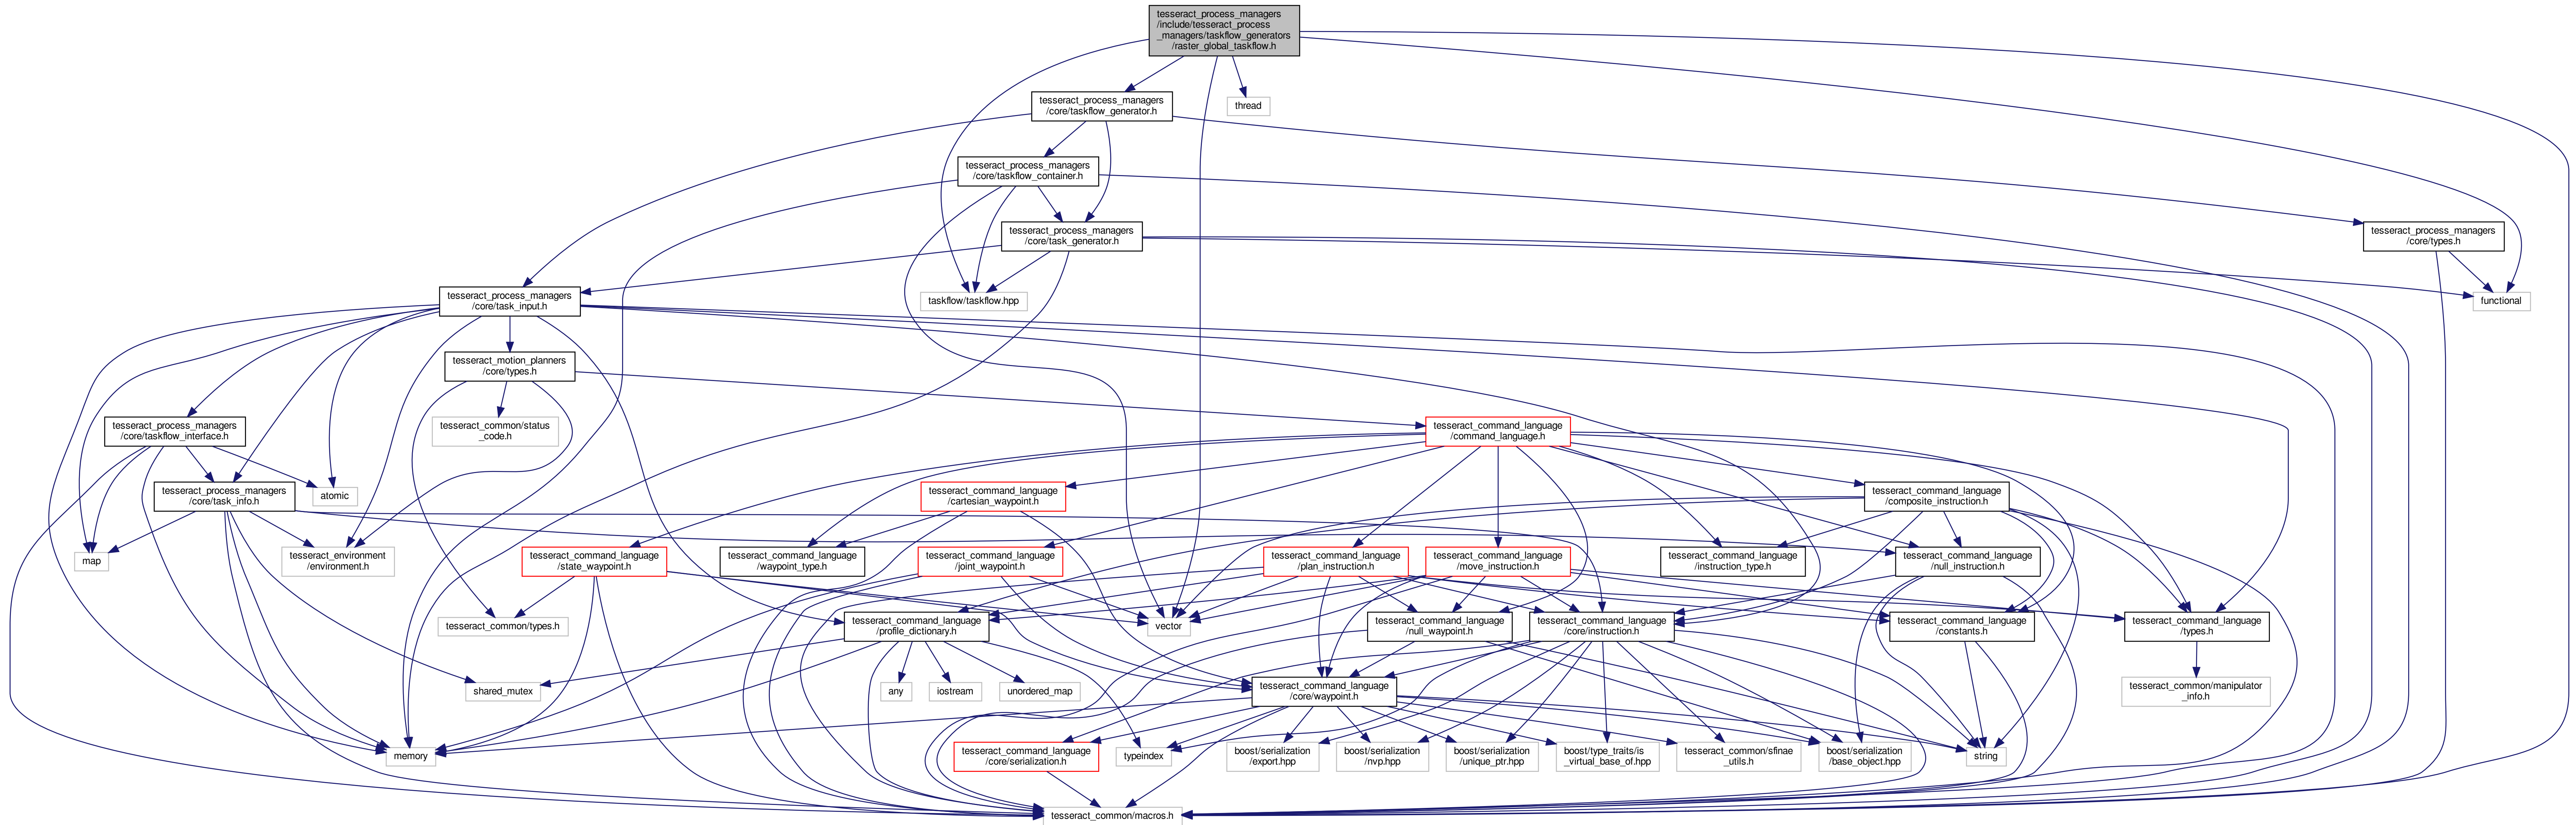 tesseract_process_managers
/include/tesseract_process
_managers/taskflow_generators
/raster_global_taskflow.h
tesseract_process_managers
/core/taskflow_generator.h
thread
tesseract_process_managers
/core/taskflow_container.h
tesseract_process_managers
/core/task_generator.h
tesseract_process_managers
/core/types.h
tesseract_process_managers
/core/task_input.h
taskflow/taskflow.hpp
functional
tesseract_motion_planners
/core/types.h
tesseract_process_managers
/core/taskflow_interface.h
tesseract_common/status
_code.h
tesseract_command_language
/command_language.h
tesseract_process_managers
/core/task_info.h
atomic
tesseract_command_language
/cartesian_waypoint.h
tesseract_command_language
/composite_instruction.h
map
tesseract_environment
/environment.h
tesseract_command_language
/state_waypoint.h
tesseract_command_language
/waypoint_type.h
tesseract_command_language
/joint_waypoint.h
tesseract_command_language
/plan_instruction.h
tesseract_command_language
/move_instruction.h
tesseract_command_language
/instruction_type.h
tesseract_command_language
/null_instruction.h
tesseract_common/types.h
tesseract_command_language
/profile_dictionary.h
vector
tesseract_command_language
/null_waypoint.h
tesseract_command_language
/core/instruction.h
tesseract_command_language
/constants.h
tesseract_command_language
/types.h
shared_mutex
any
iostream
unordered_map
tesseract_command_language
/core/waypoint.h
tesseract_common/manipulator
_info.h
memory
tesseract_command_language
/core/serialization.h
typeindex
boost/serialization
/export.hpp
boost/serialization
/nvp.hpp
boost/serialization
/unique_ptr.hpp
boost/type_traits/is
_virtual_base_of.hpp
tesseract_common/sfinae
_utils.h
boost/serialization
/base_object.hpp
string
tesseract_common/macros.h